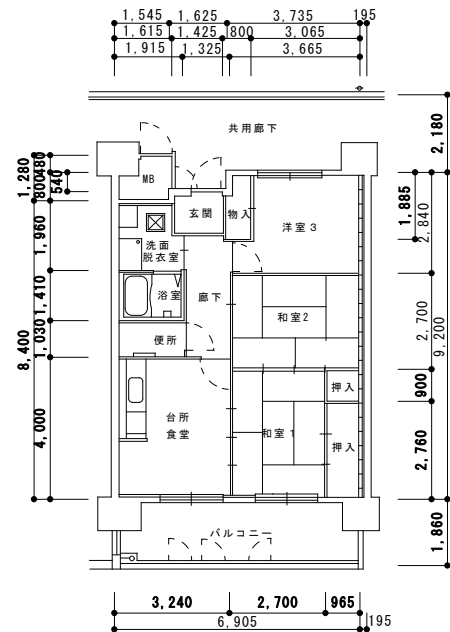 1,545 1,625 3,735 195
1,615 1,425 800 3,065
1,915 1,325 3,665
共用廊下
2,180
1,280 480
800 540
MB
玄関
物入
洋室3
1,885
2,840
1,960
洗面
脱衣室
浴室
廊下
和室2
1,410
2,700
9,200
8,400
1,030
便所
押入
900
4,000
台所
食堂
和室1
押入
2,760
バルコニー
1,860
3,240 2,700 965
6,905 195